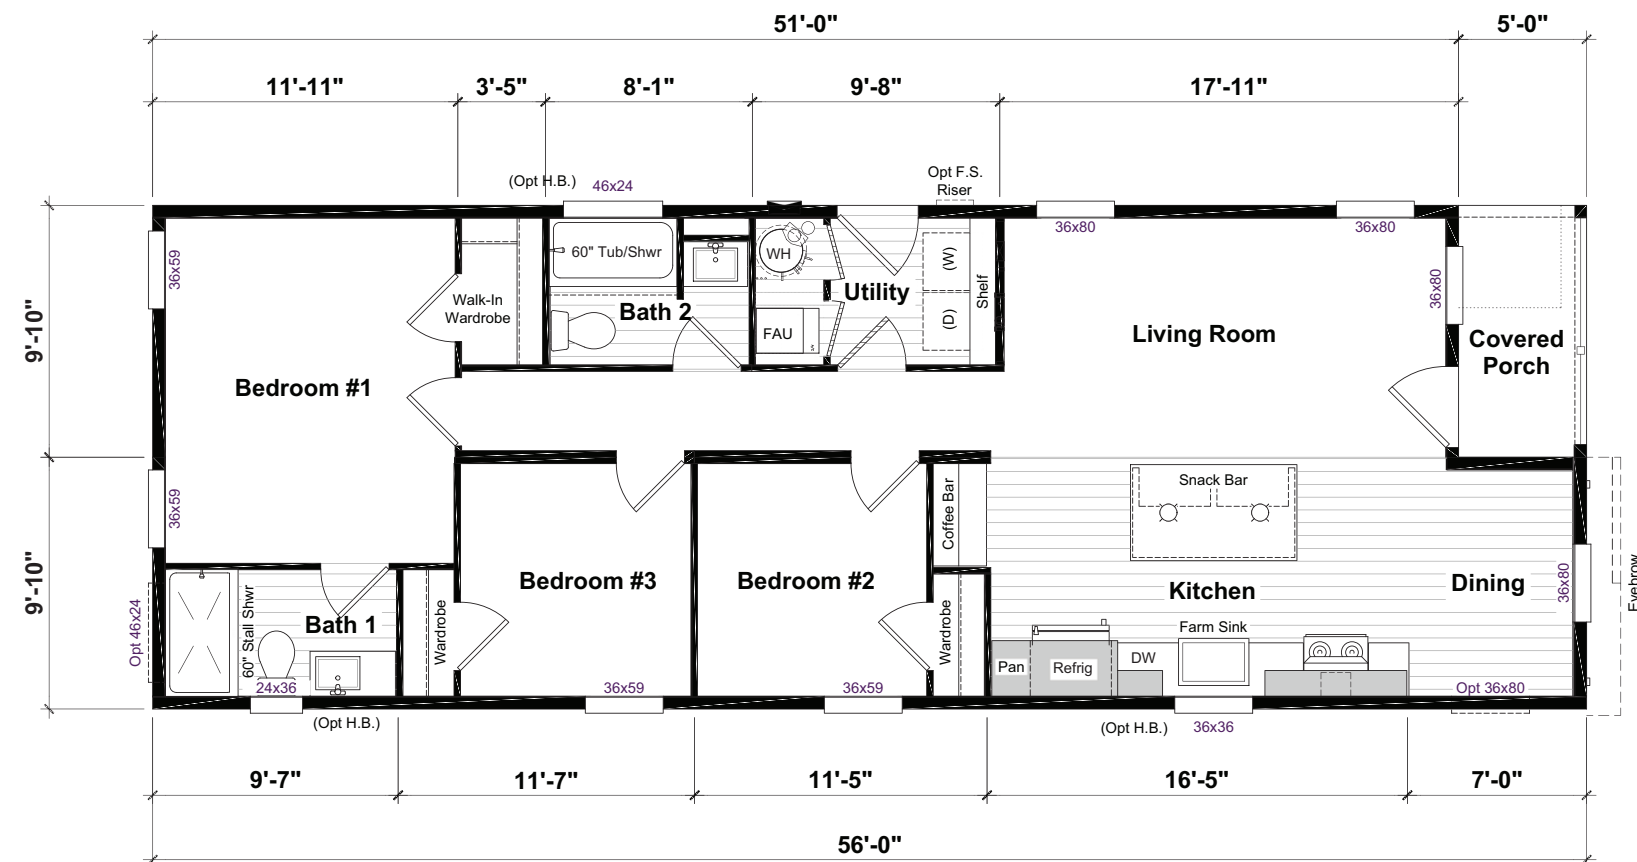 51'-0"
5'-0"
11'-11"
3'-5"
8'-1"
9'-8"
17'-11"
(Opt H.B.)
46x24
Opt F.S.
Riser
36x80
36x80
36x59
60" Tub/Shwr
WH
(W)
Shelf
36x80
9'-10"
Walk-In
Wardrobe
Bath 2
Utility
(D)
FAU
Living Room
Covered
Porch
Bedroom #1
36x59
Coffee Bar
Snack Bar
9'-10"
Bedroom #3
Bedroom #2
Kitchen
Dining
36x80
Eyebrow
Opt 46x24
60" Stall Shwr
Bath 1
Wardrobe
Wardrobe
Farm Sink
Pan
Refrig
DW
24x36
36x59
36x59
Opt 36x80
(Opt H.B.)
(Opt H.B.)
36x36
9'-7"
11'-7"
11'-5"
16'-5"
7'-0"
56'-0"